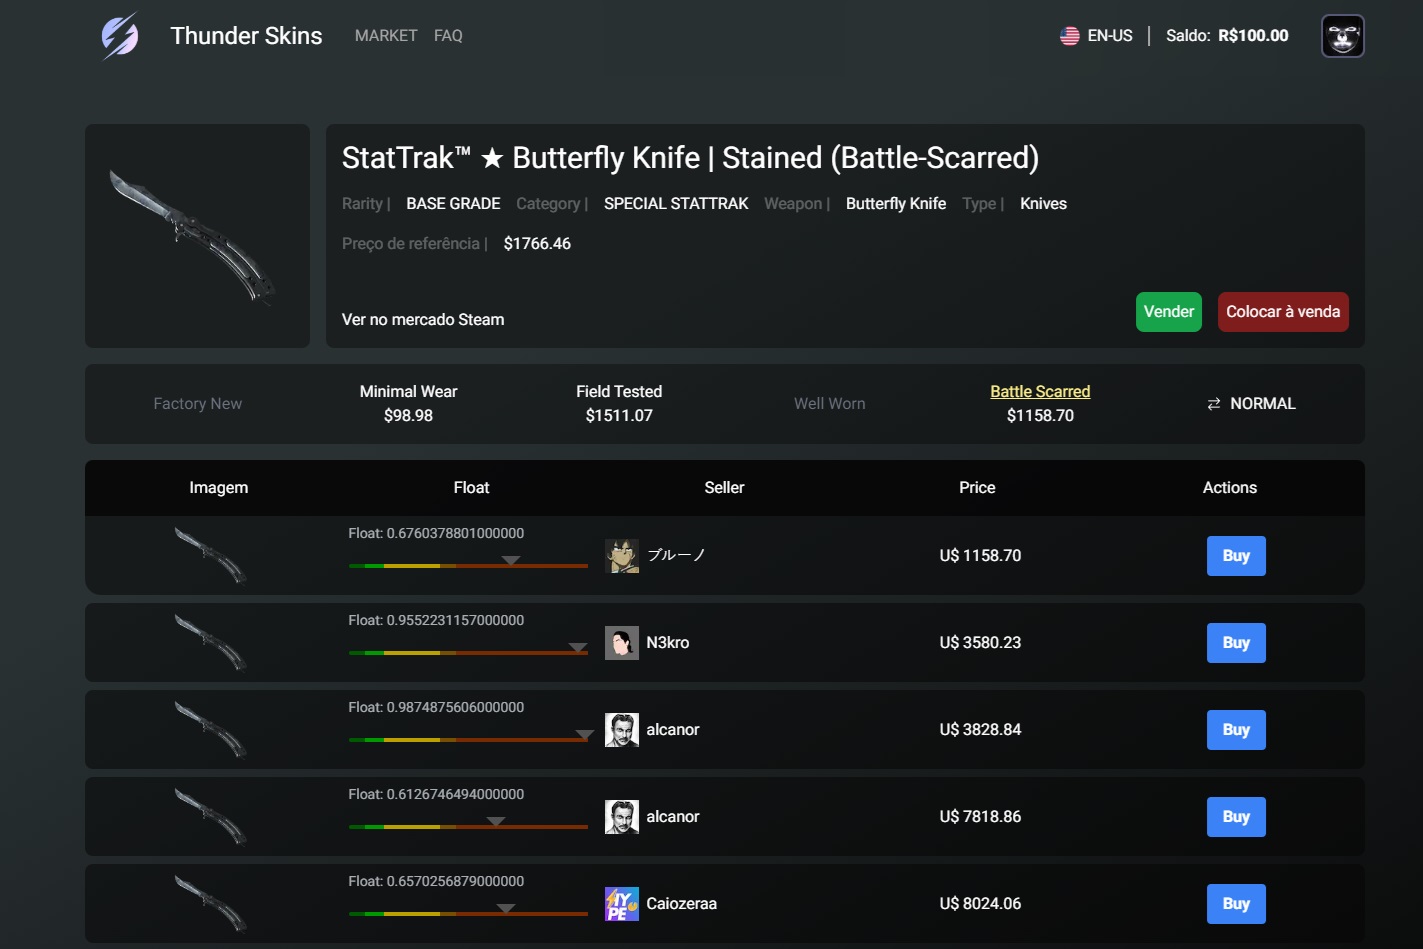 Thunder Skins MARKET FAQ EN-US | Saldo: R$100.00
StatTrak™ ★ Butterfly Knife | Stained (Battle-Scarred)
Rarity | BASE GRADE Category | SPECIAL STATTRAK Weapon | Butterfly Knife Type | Knives
Preço de referência | $1766.46
Ver no mercado Steam
Vender
Colocar à venda
Factory New
Minimal Wear
$98.98
Field Tested
$1511.07
Well Worn
Battle Scarred
$1158.70
NORMAL
Imagem Float Seller Price Actions
Float: 0.6760378801000000
ブルーノ U$ 1158.70 Buy
Float: 0.9552231157000000
N3kro U$ 3580.23 Buy
Float: 0.9874875606000000
alcanor U$ 3828.84 Buy
Float: 0.6126746494000000
alcanor U$ 7818.86 Buy
Float: 0.6570256879000000
HYPE
Caiozeraa U$ 8024.06 Buy